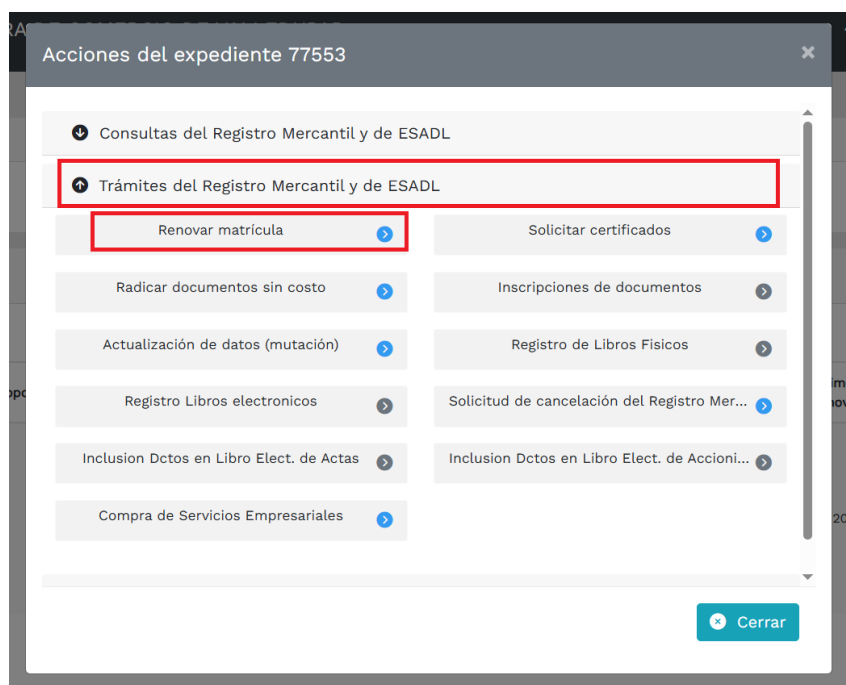 Acciones del expediente 77553
Consultas del Registro Mercantil y de ESADL
Trámites del Registro Mercantil y de ESADL
Renovar matrícula
Solicitar certificados
Radicar documentos sin costo
Inscripciones de documentos
Actualización de datos (mutación)
Registro de Libros Fisicos
Registro Libros electronicos
Solicitud de cancelación del Registro Mer...
Inclusion Dctos en Libro Elect. de Actas
Inclusion Dctos en Libro Elect. de Accioni...
Compra de Servicios Empresariales
Cerrar